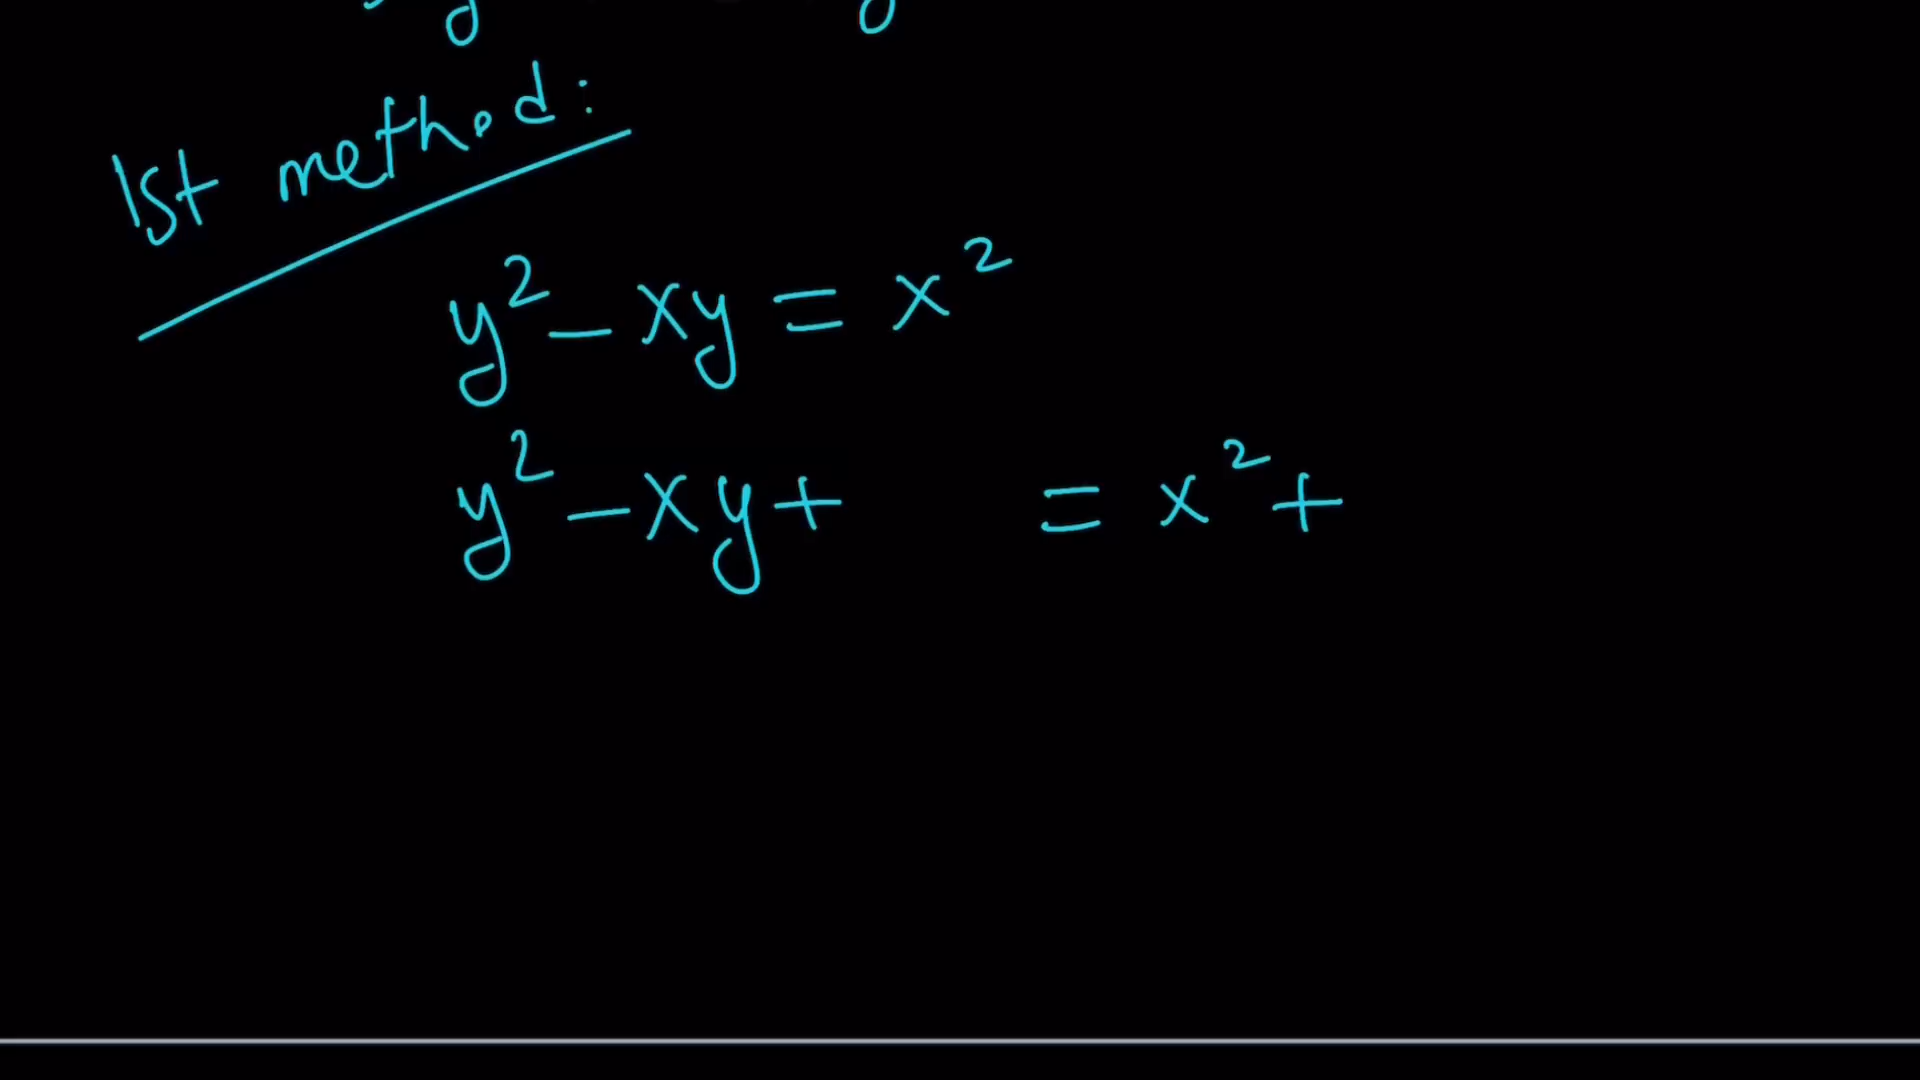 1st method:
y² - xy = x²
y² - xy + = x² +